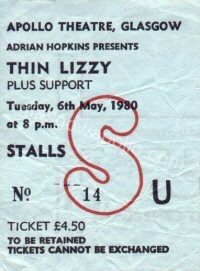 APOLLO THEATRE, GLASGOW
ADRIAN HOPKINS PRESENTS
THIN LIZZY
PLUS SUPPORT
Tuesday, 6th May, 1980
at 8 p.m.
STALLS S
No 14 U
TICKET £4.50
TO BE RETAINED
TICKETS CANNOT BE EXCHANGED